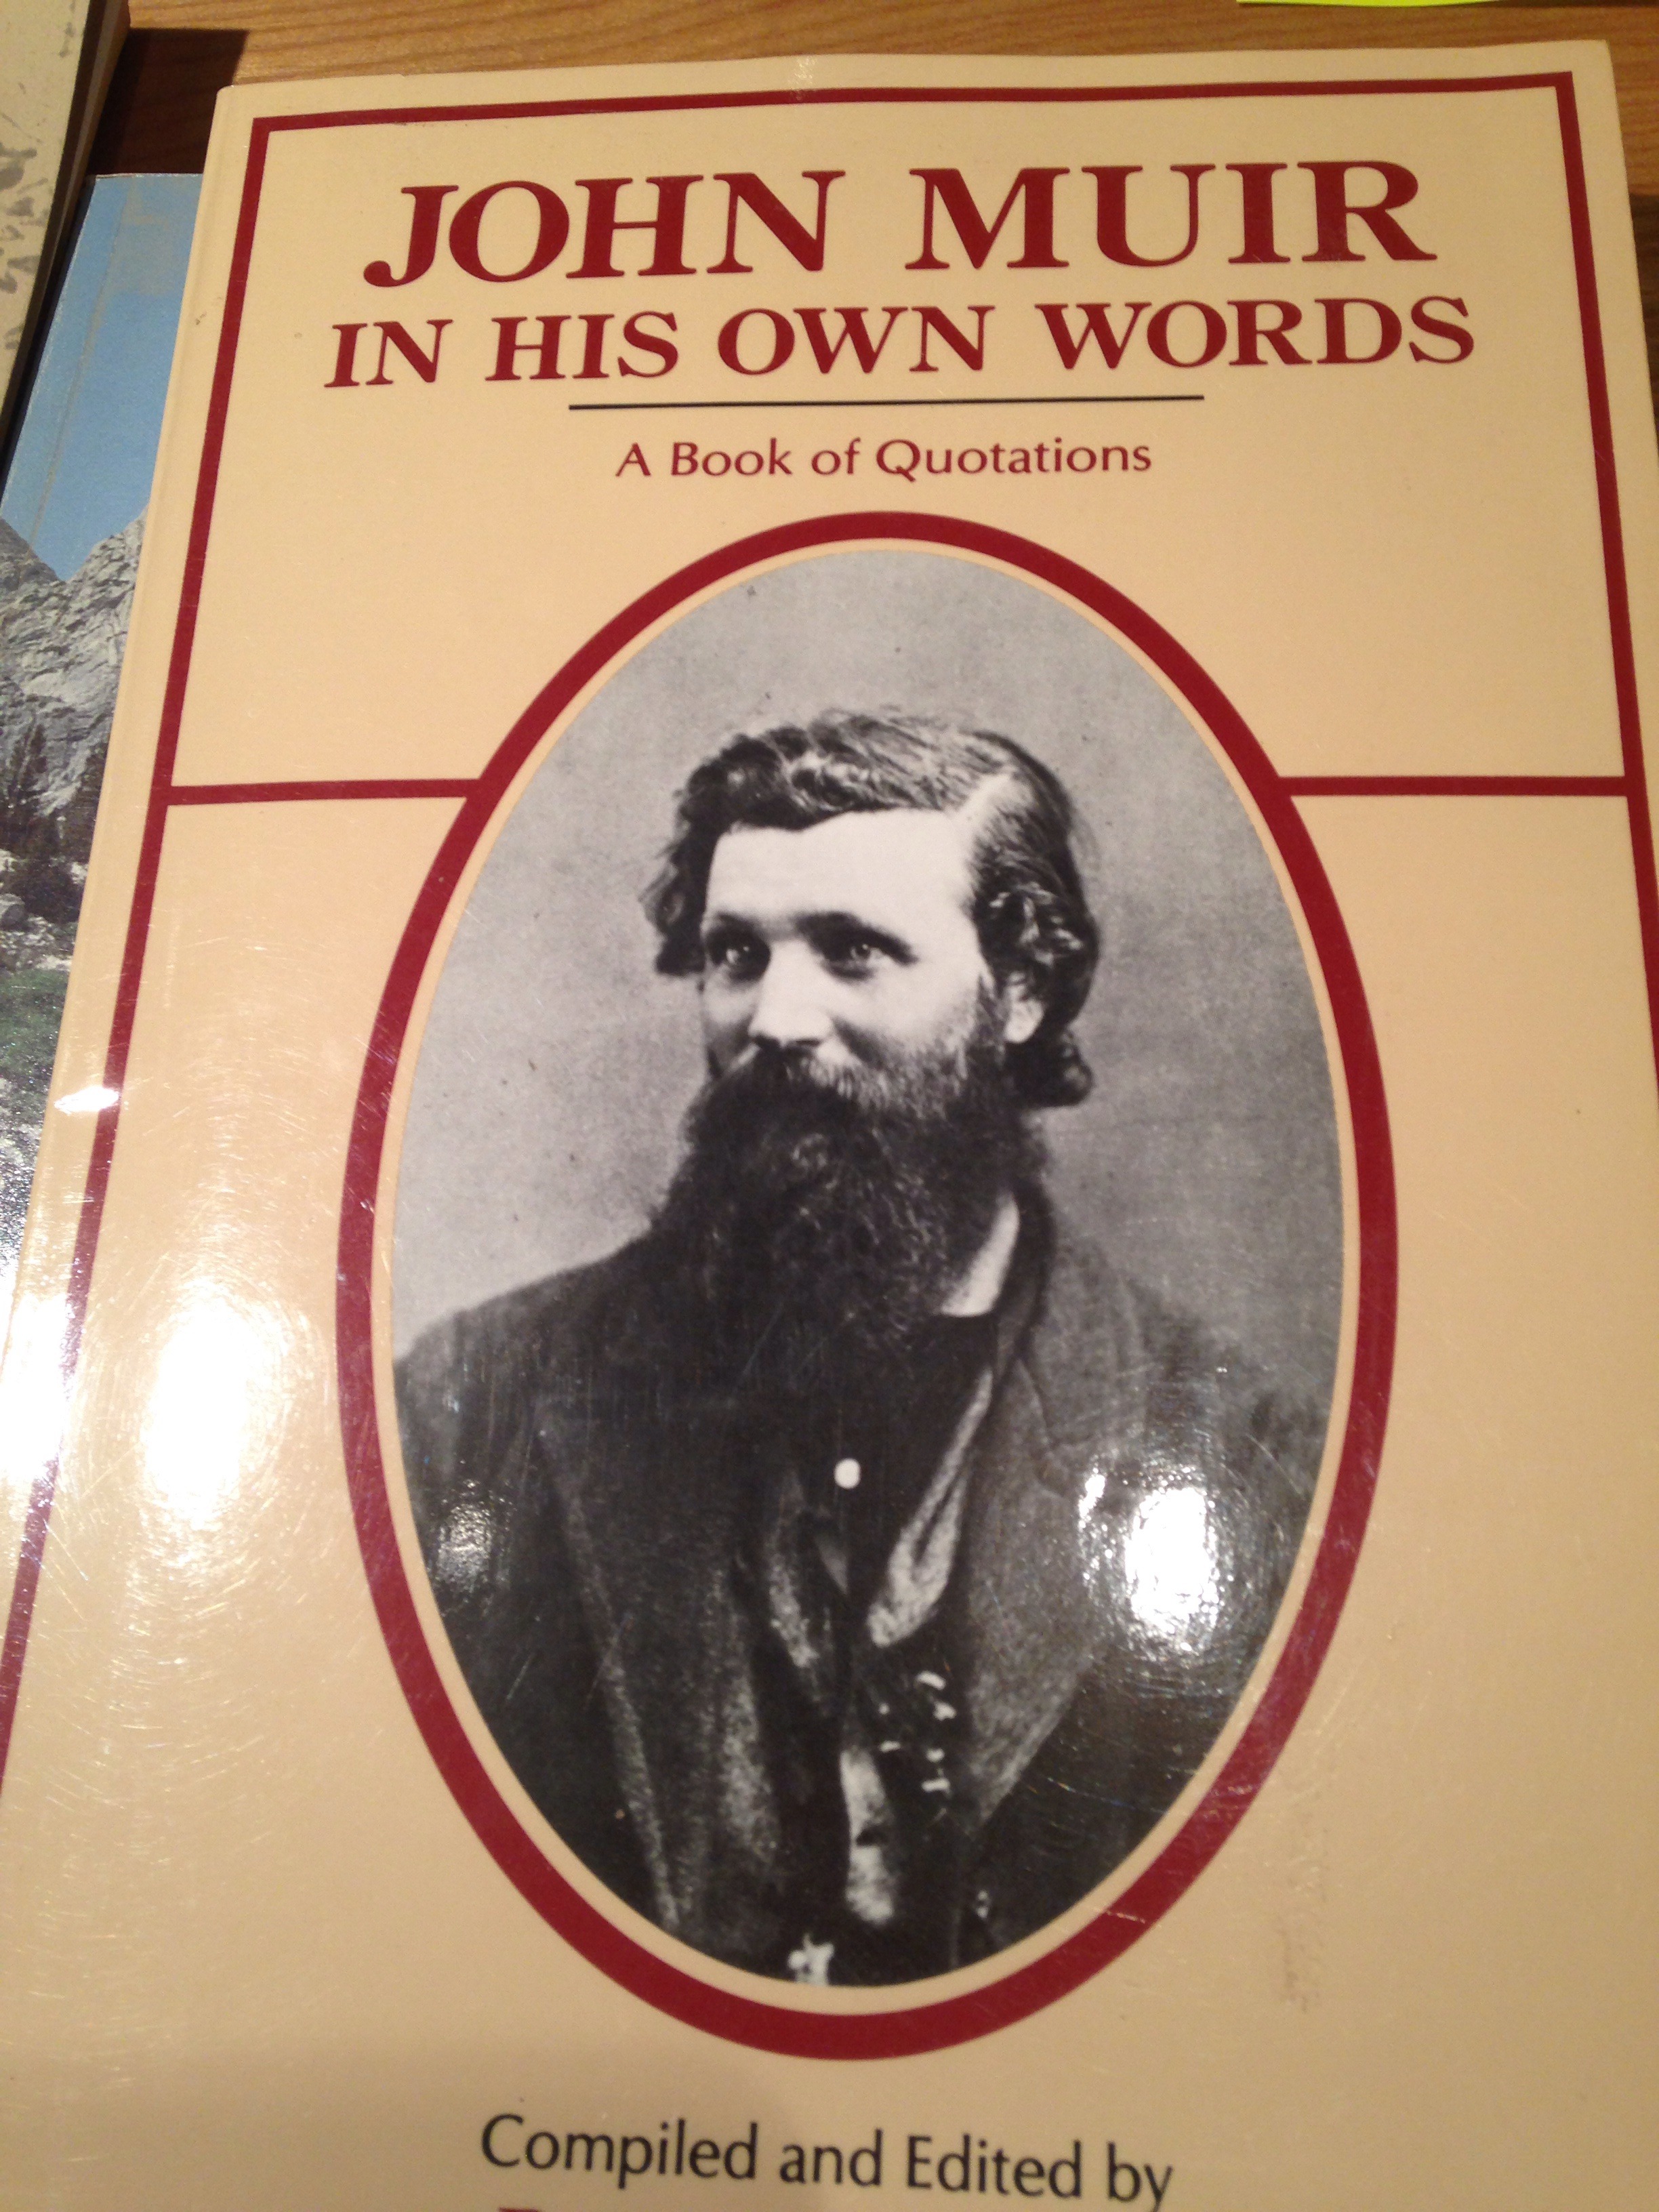 JOHN MUIR
IN HIS OWN WORDS
A Book of Quotations
Compiled and Edited by